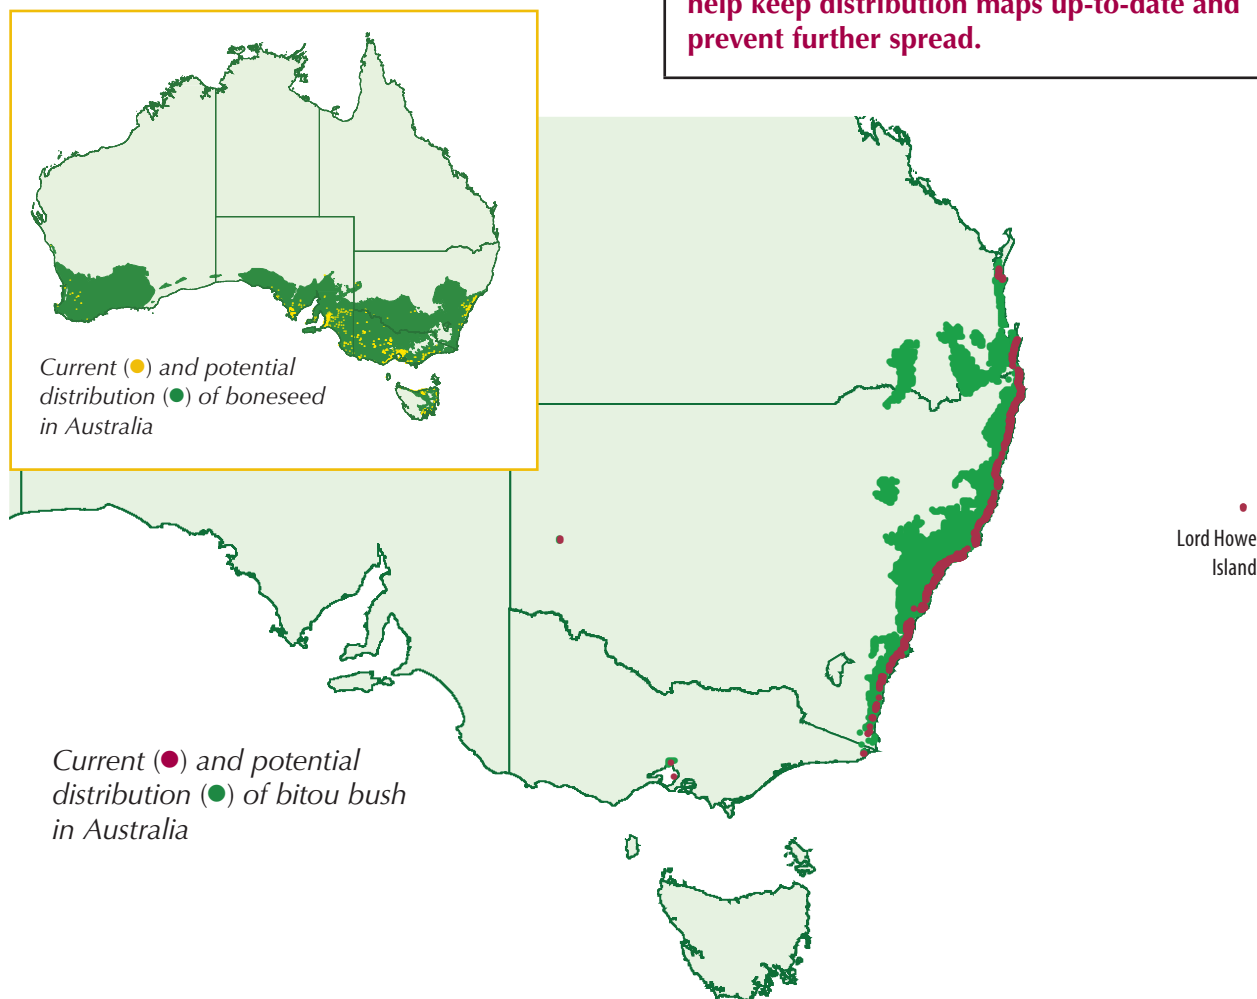 help keep distribution maps up-to-date and
prevent further spread.
Current (●) and potential
distribution (●) of boneseed
in Australia
Lord Howe
Island
Current (●) and potential
distribution (●) of bitou bush
in Australia